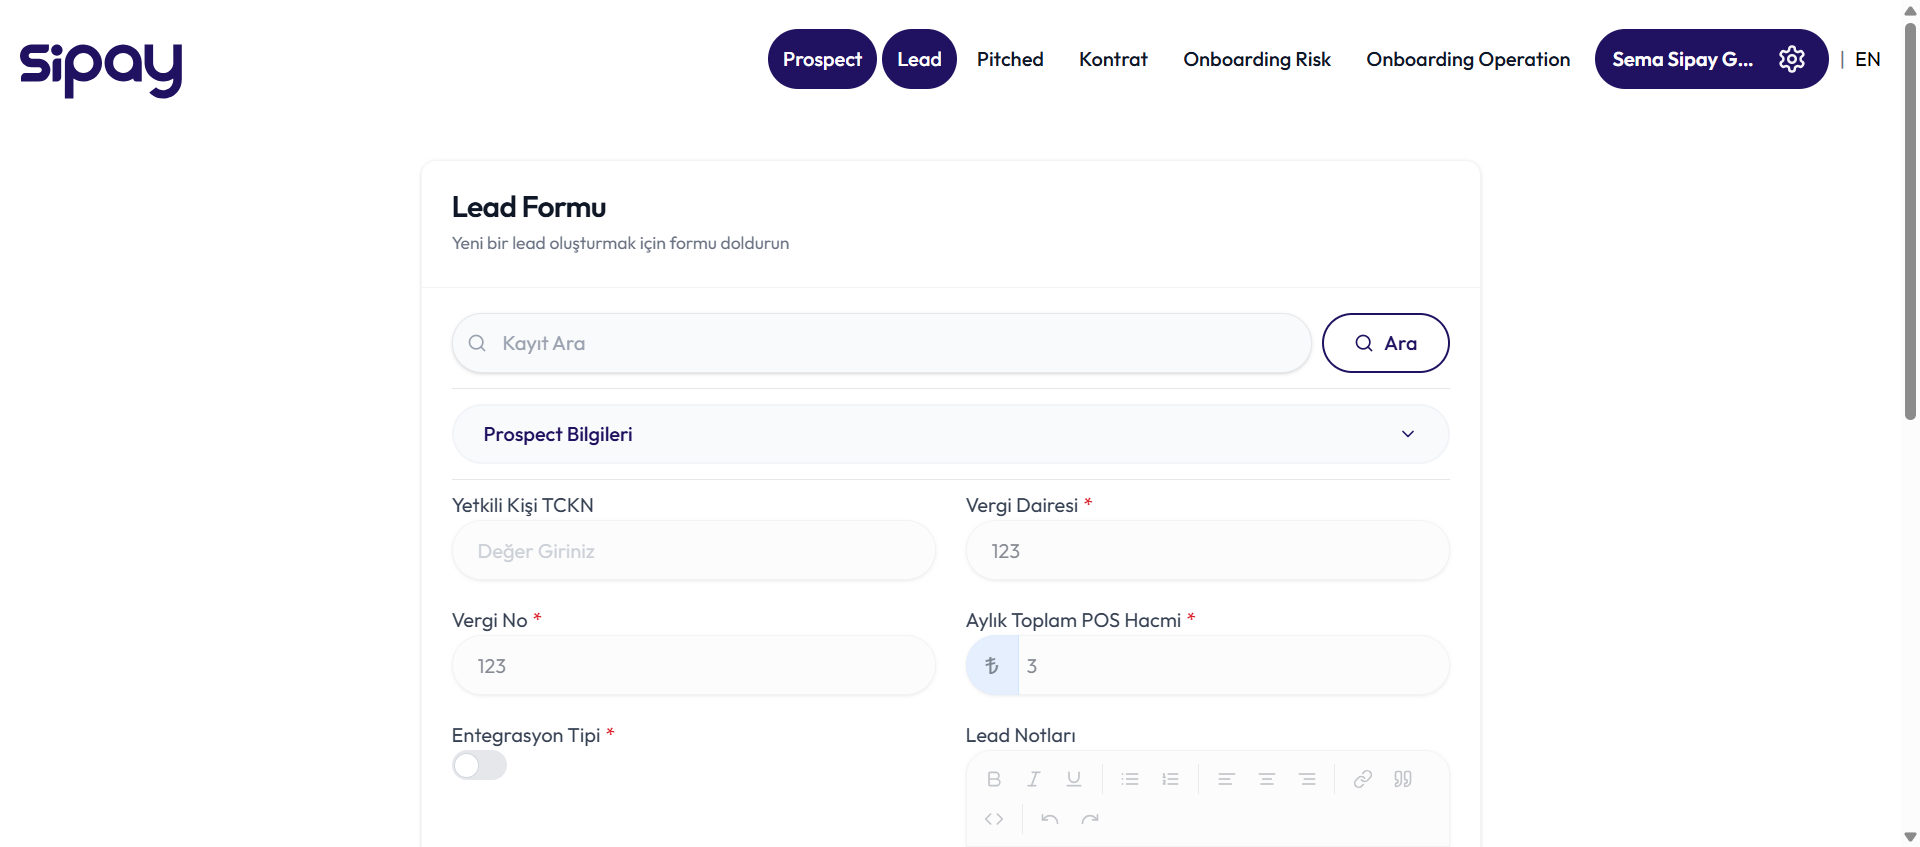 sipay
Prospect Lead Pitched Kontrat Onboarding Risk Onboarding Operation Sema Sipay G... | EN
Lead Formu
Yeni bir lead oluşturmak için formu doldurun
Kayıt Ara Ara
Prospect Bilgileri
Yetkili Kişi TCKN Vergi Dairesi *
Değer Giriniz 123
Vergi No * Aylık Toplam POS Hacmi *
123 ₺ 3
Entegrasyon Tipi * Lead Notları